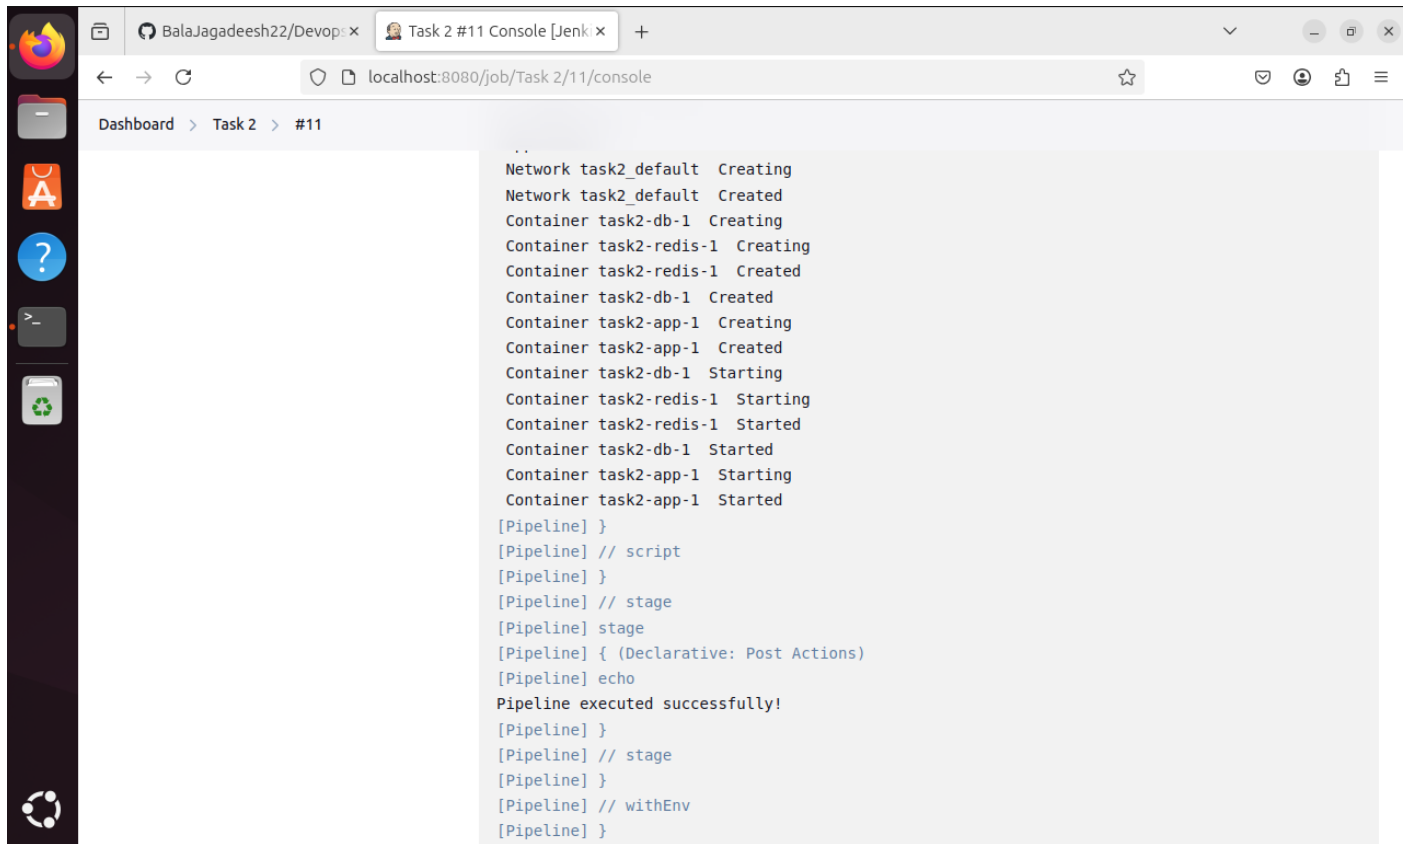 BalaJagadeesh22/Devops
Task 2 #11 Console [Jenki
localhost:8080/job/Task 2/11/console
Dashboard > Task 2 > #11
Network task2_default  Creating
Network task2_default  Created
Container task2-db-1  Creating
Container task2-redis-1  Creating
Container task2-redis-1  Created
Container task2-db-1  Created
Container task2-app-1  Creating
Container task2-app-1  Created
Container task2-db-1  Starting
Container task2-redis-1  Starting
Container task2-redis-1  Started
Container task2-db-1  Started
Container task2-app-1  Starting
Container task2-app-1  Started
[Pipeline] }
[Pipeline] // script
[Pipeline] }
[Pipeline] // stage
[Pipeline] stage
[Pipeline] { (Declarative: Post Actions)
[Pipeline] echo
Pipeline executed successfully!
[Pipeline] }
[Pipeline] // stage
[Pipeline] }
[Pipeline] // withEnv
[Pipeline] }